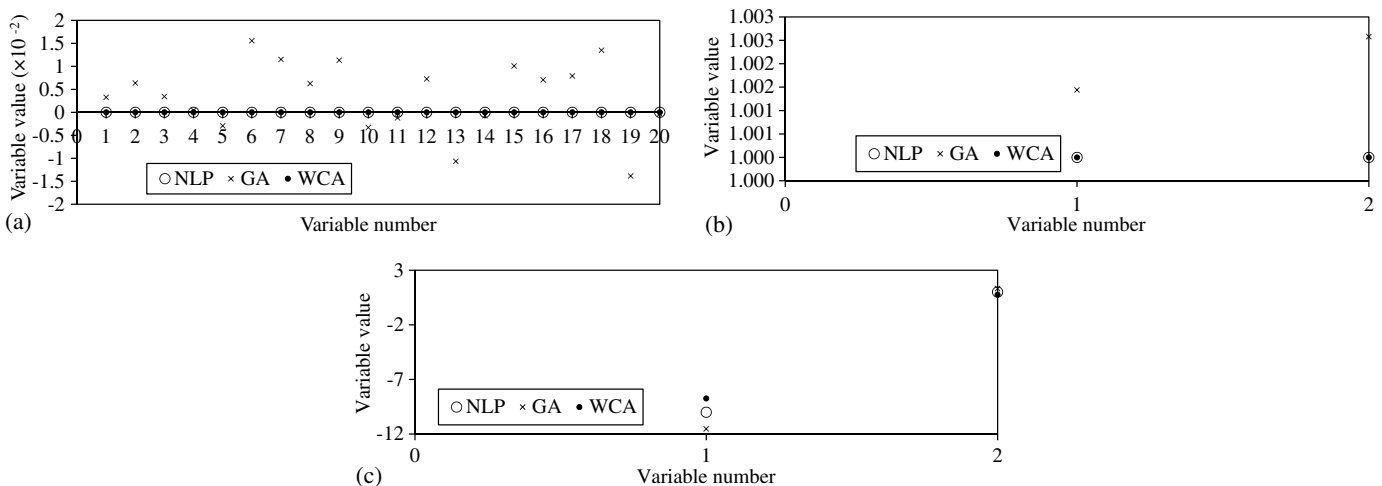 2
1.5
1
0.5
0
-0.5
-1
-1.5
-2
Variable value (×10⁻²)
0 1 2 3 4 5 6 7 8 9 10 11 12 13 14 15 16 17 18 19 20
NLP GA WCA
Variable number
(a)
1.003
1.003
1.002
1.001
1.001
1.000
1.000
Variable value
NLP GA WCA
0 1 2
Variable number
(b)
3
-2
-7
-12
Variable value
NLP GA WCA
0 1 2
Variable number
(c)